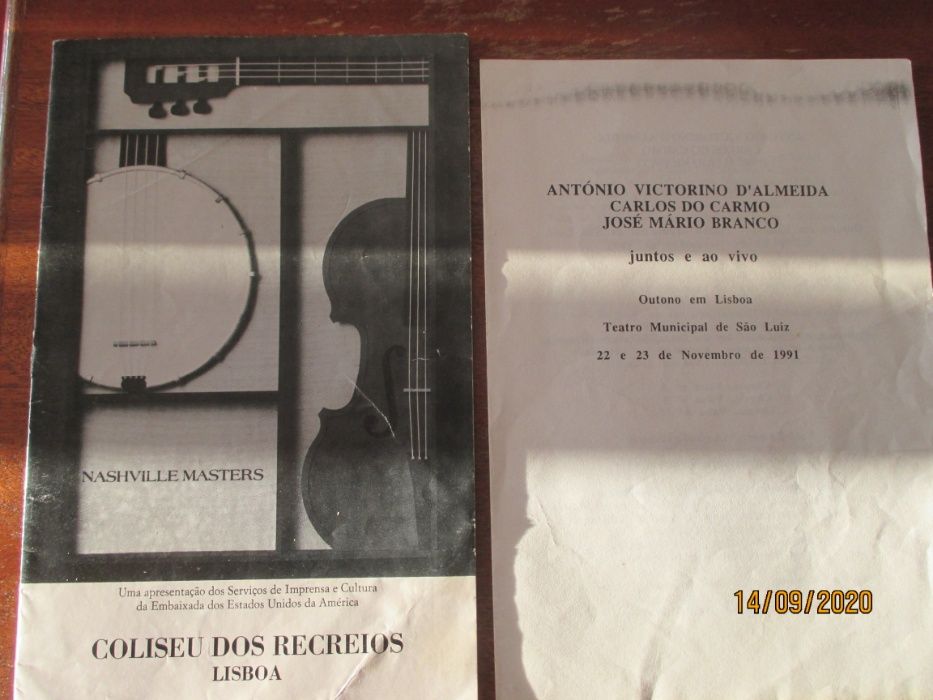 NASHVILLE MASTERS
Uma apresentação dos Serviços de Imprensa e Cultura
da Embaixada dos Estados Unidos da América
COLISEU DOS RECREIOS
LISBOA
ANTÓNIO VICTORINO D'ALMEIDA
CARLOS DO CARMO
JOSÉ MÁRIO BRANCO
juntos e ao vivo
Outono em Lisboa
Teatro Municipal de São Luiz
22 e 23 de Novembro de 1991
14/09/2020